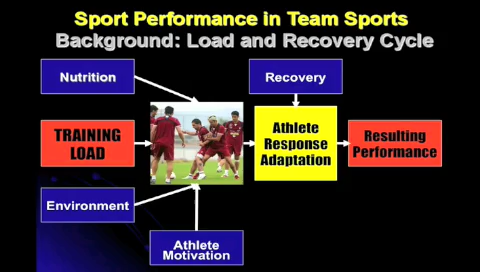 Sport Performance in Team Sports
Background: Load and Recovery Cycle
Nutrition
Recovery
TRAINING
LOAD
Athlete
Response
Adaptation
Resulting
Performance
Environment
Athlete
Motivation